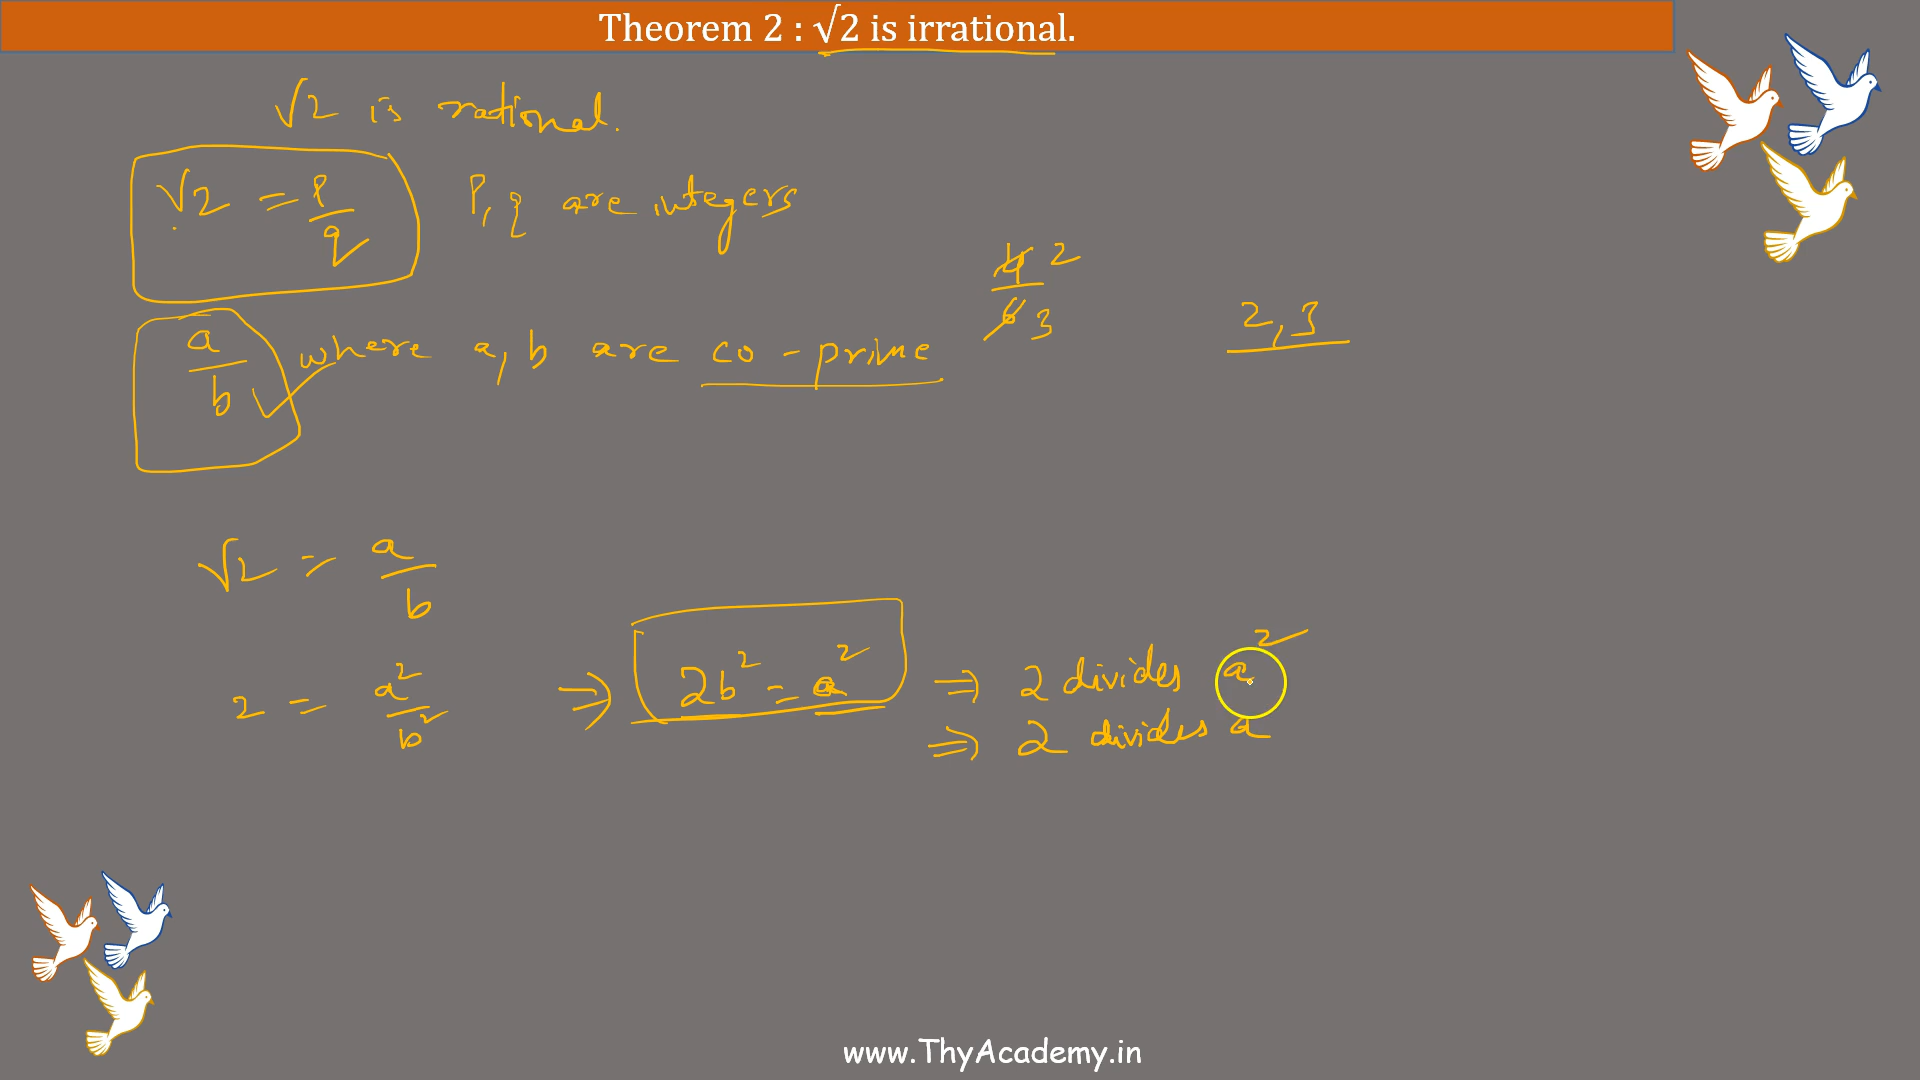 Theorem 2 : √2 is irrational.
√2 is rational.
√2 = p/q P, q are integers
4/6 2 3
2, 3
a/b where a, b are co-prime
√2 = a/b
2 = a²/b² ⇒ 2b² = a² ⇒ 2 divides a²
⇒ 2 divides a
www.ThyAcademy.in